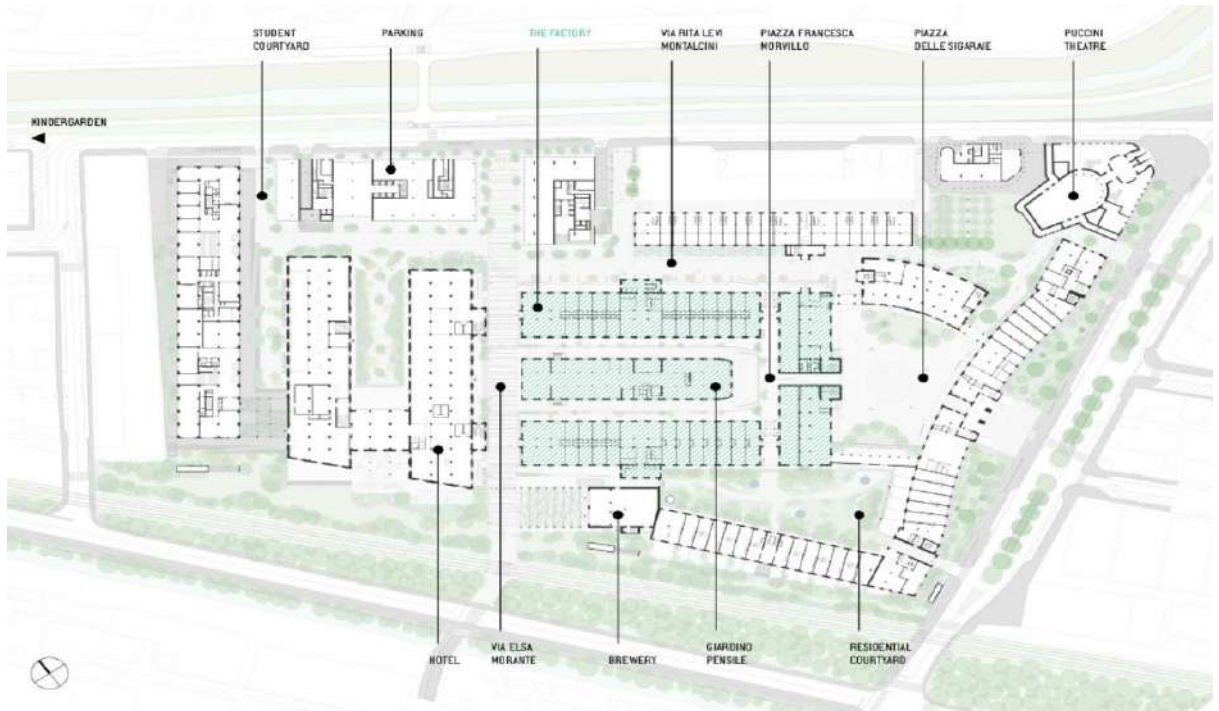 STUDENT
COURTYARD
PARKING
THE FACTORY
VIA RITA LEVI
MONTALCINI
PIAZZA FRANCESCA
MORVILLO
PIAZZA
DELLE SIGARAIE
PUCCINI
THEATRE
KINDERGARDEN
HOTEL
VIA ELSA
MORANTE
BREWERY
GIARDINO
PENSILE
RESIDENTIAL
COURTYARD